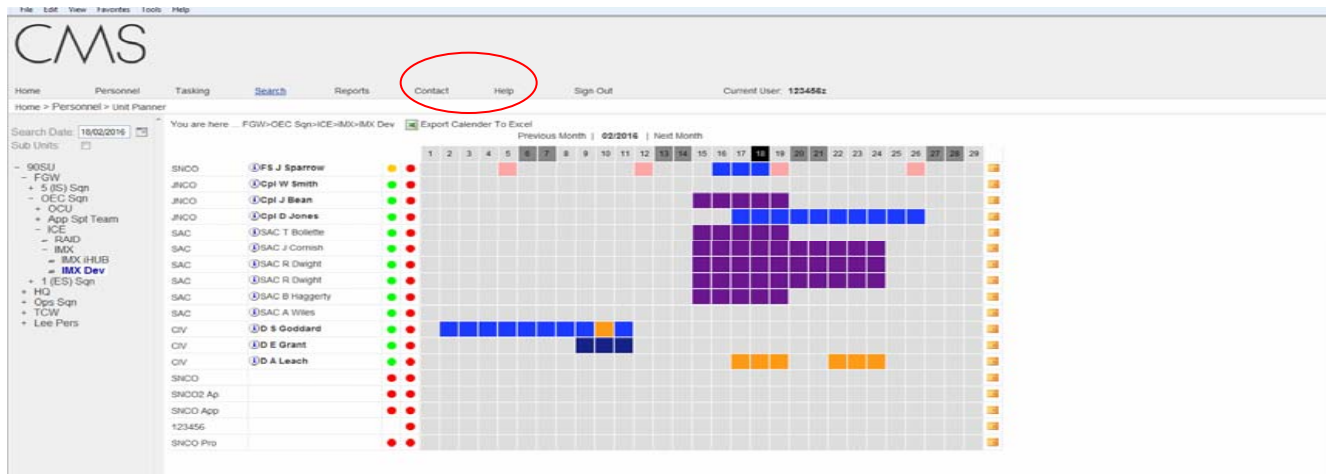 File Edit View Favorites Tools Help
CMS
Home Personnel Tasking Search Reports Contact Help Sign Out Current User: 123456z
Home > Personnel > Unit Planner
Search Date: 18/02/2016
Sub Units
- 90SU
- FGW
+ 5 (IS) Sqn
- OEC Sqn
+ OCU
+ App Spt Team
- ICE
RAID
- IMX
IMX iHUB
IMX Dev
+ 1 (ES) Sqn
+ HQ
+ Ops Sqn
+ TCW
+ Lee Pers
You are here ... FGW>OEC Sqn>ICE>IMX>IMX Dev Export Calender To Excel
Previous Month | 02/2016 | Next Month
1 2 3 4 5 6 7 8 9 10 11 12 13 14 15 16 17 18 19 20 21 22 23 24 25 26 27 28 29
SNCO FS J Sparrow
JNCO Cpl W Smith
JNCO Cpl J Bean
JNCO Cpl D Jones
SAC SAC T Bollette
SAC SAC J Cornish
SAC SAC R Dwight
SAC SAC R Dwight
SAC SAC B Haggerty
SAC SAC A Wiles
CIV D S Goddard
CIV D E Grant
CIV D A Leach
SNCO
SNCO2 Ap
SNCO App
123456
SNCO Pro